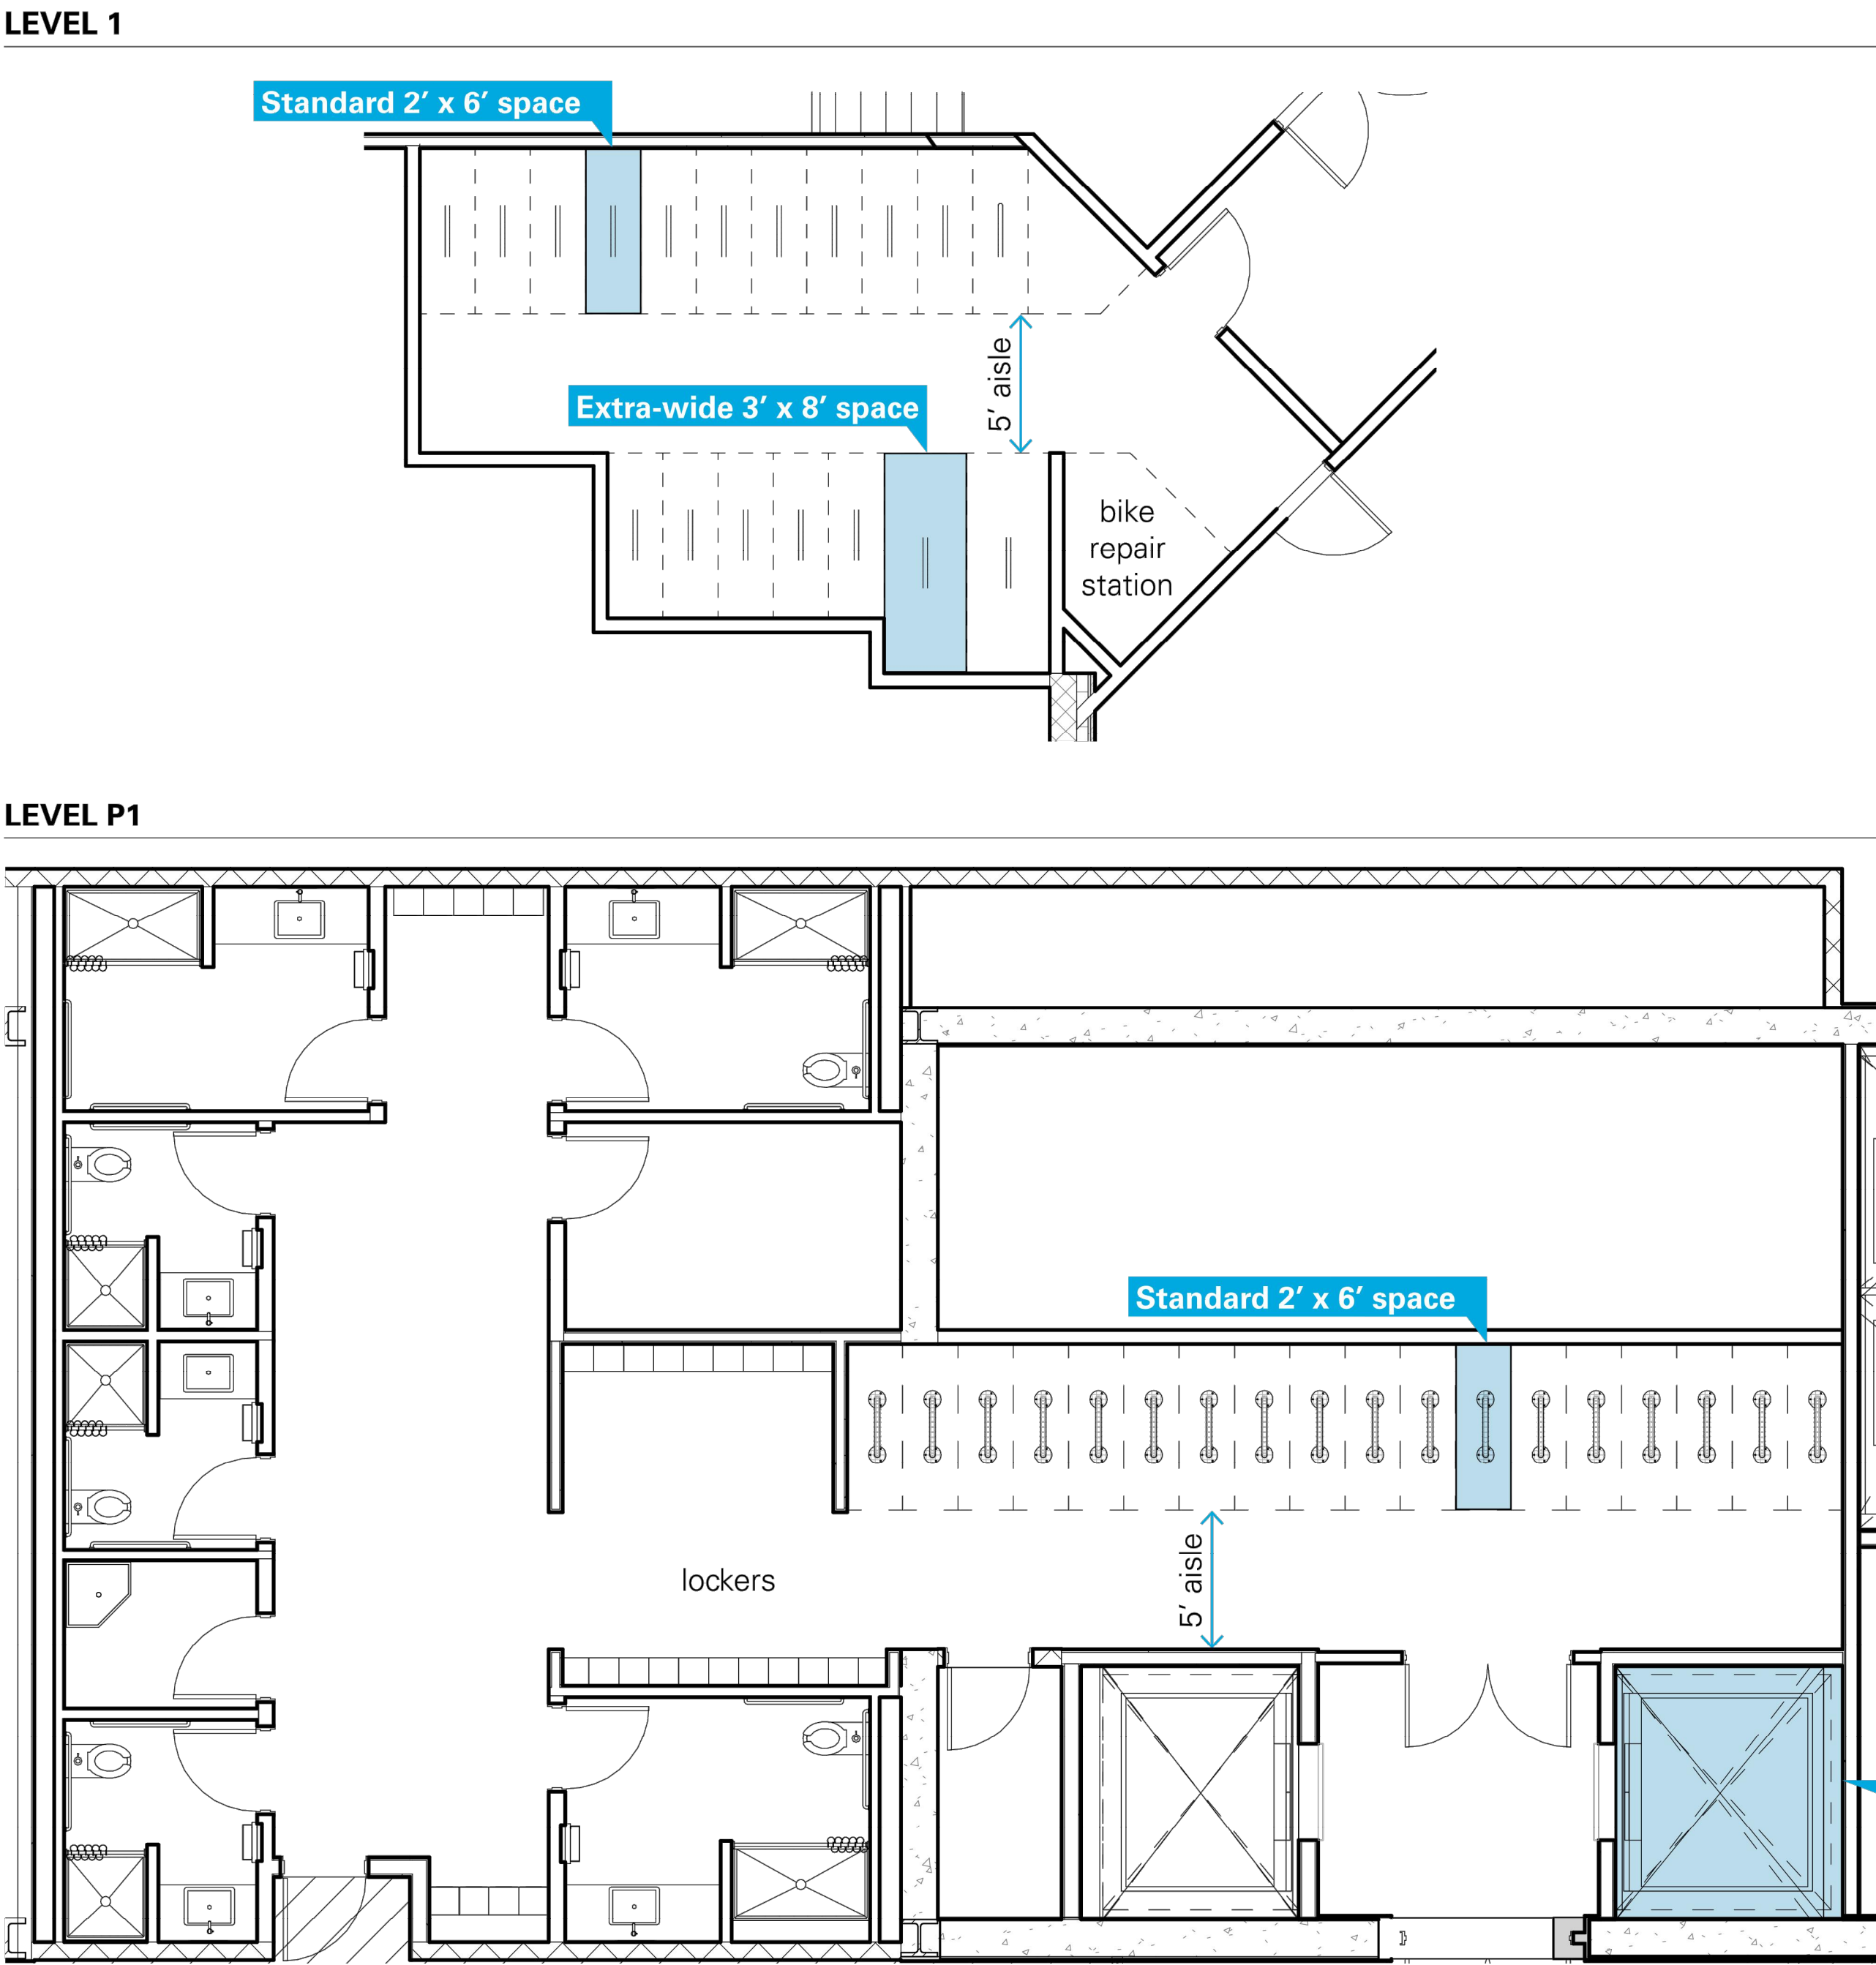 LEVEL 1
Standard 2′ x 6′ space
5′ aisle
Extra-wide 3′ x 8′ space
bike
repair
station
LEVEL P1
Standard 2′ x 6′ space
5′ aisle
lockers